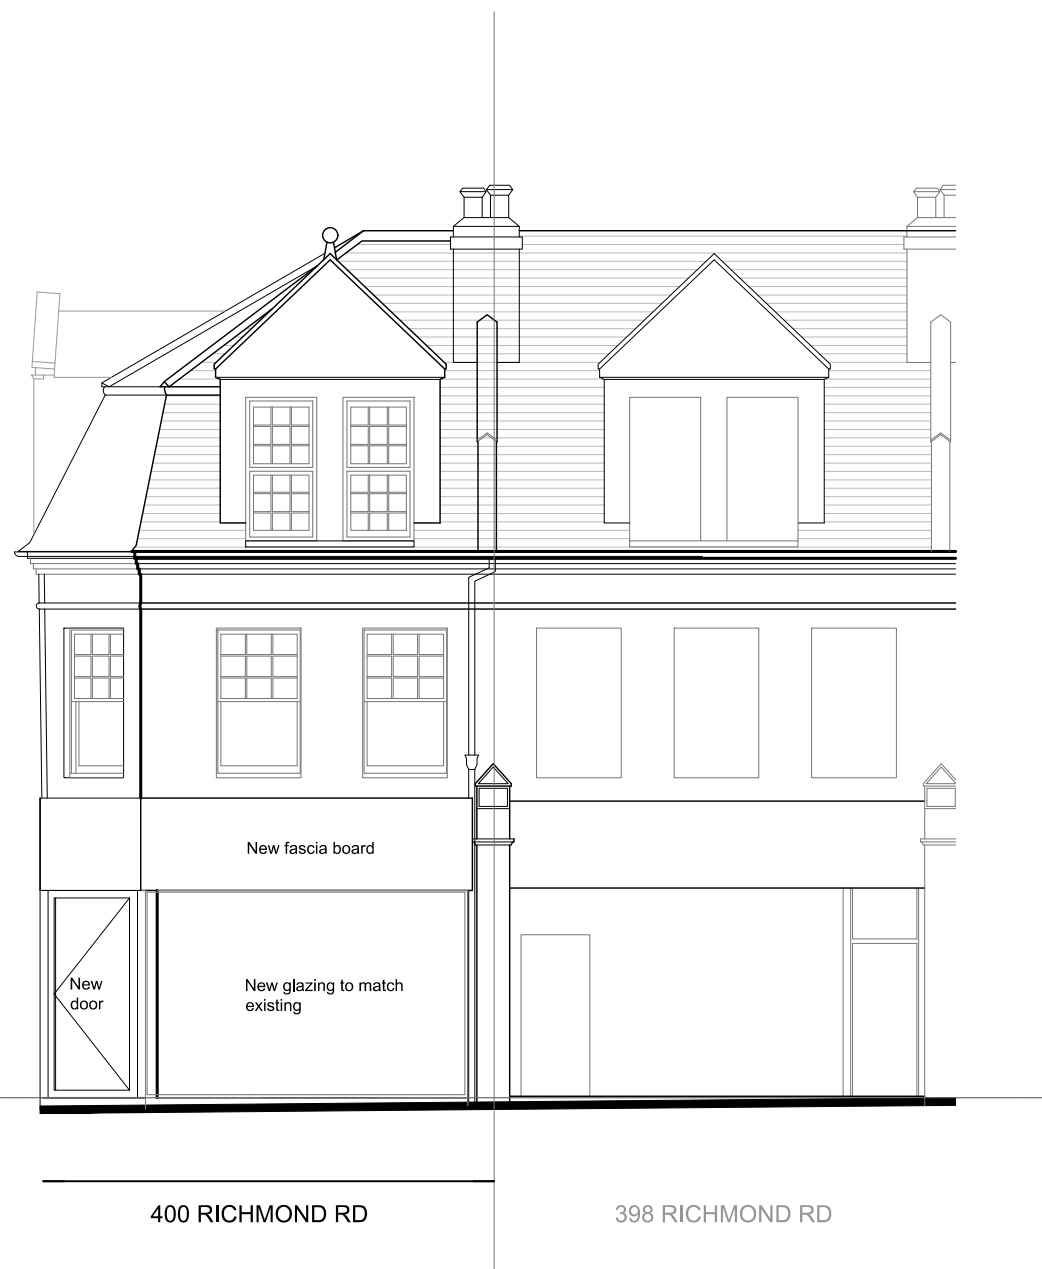 New fascia board
New
door
New glazing to match
existing
400 RICHMOND RD
398 RICHMOND RD